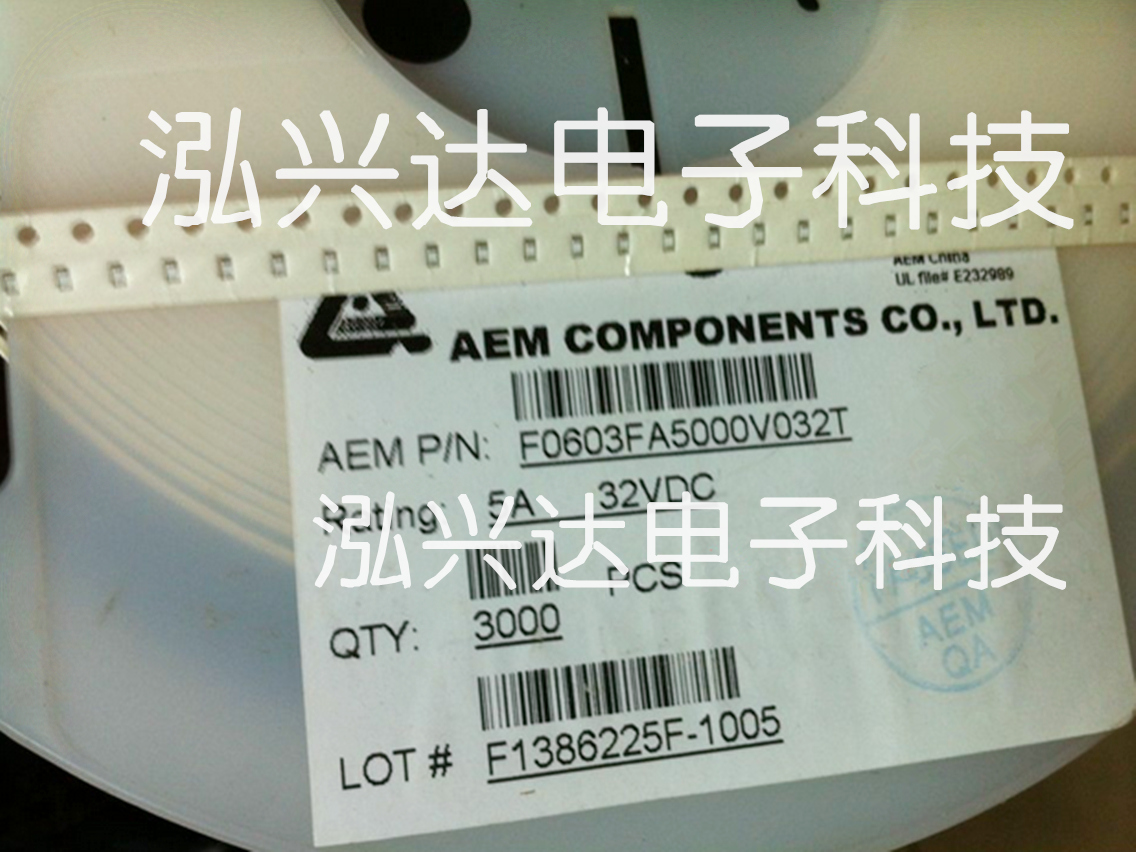 泓兴达电子科技
AEM China
UL file# E232989
AEM COMPONENTS CO., LTD.
AEM P/N: F0603FA5000V032T
Rating: 5A 32VDC
泓兴达电子科技
PCS
QTY: 3000
AEM
QA
LOT # F1386225F-1005